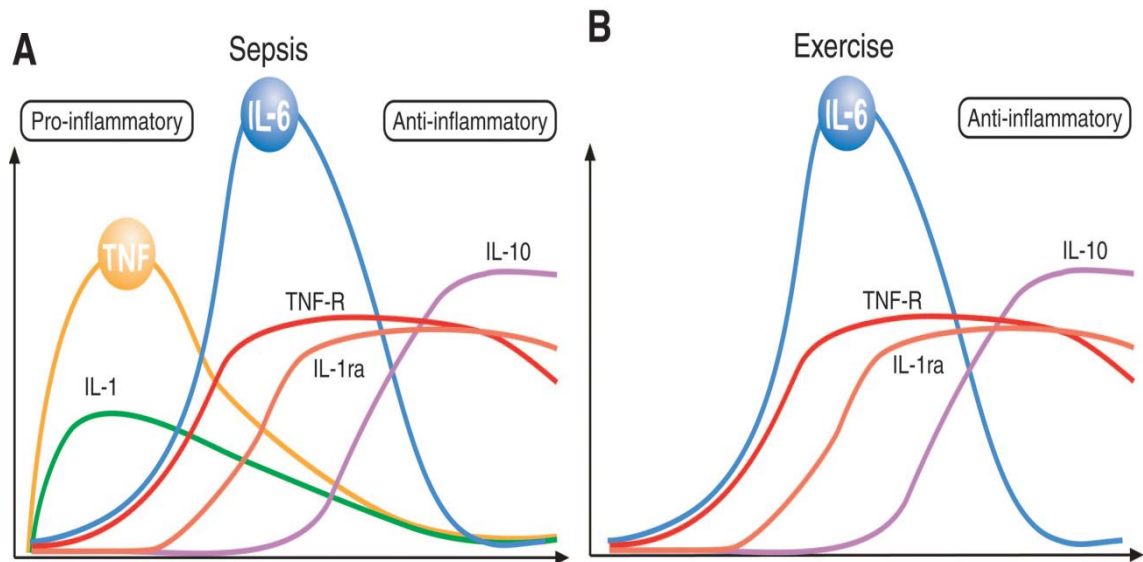 A
Sepsis
Pro-inflammatory
IL-6
Anti-inflammatory
TNF
IL-10
TNF-R
IL-1ra
IL-1
B
Exercise
IL-6
Anti-inflammatory
IL-10
TNF-R
IL-1ra